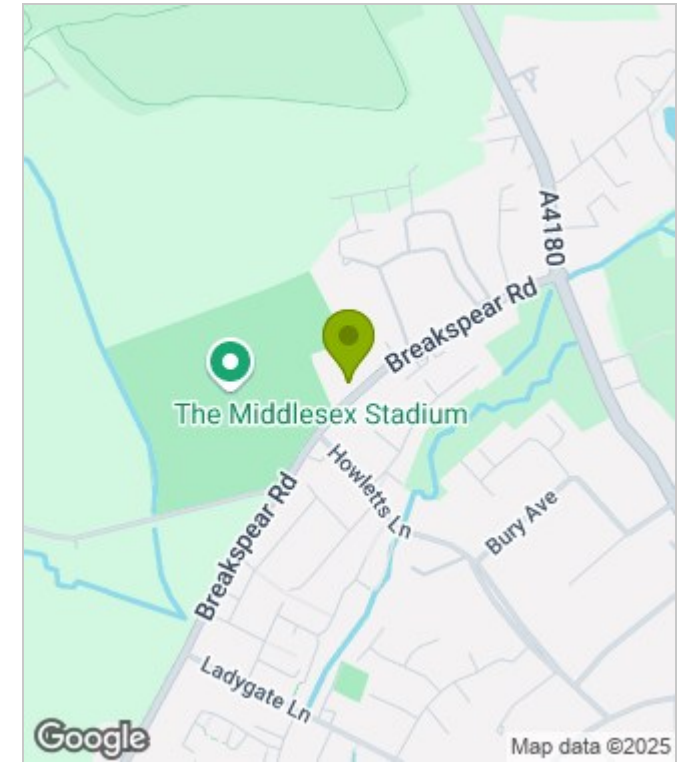 A4180
Breakspear Rd
The Middlesex Stadium
Howletts Ln
Breakspear Rd
Bury Ave
Ladygate Ln
Google
Map data ©2025